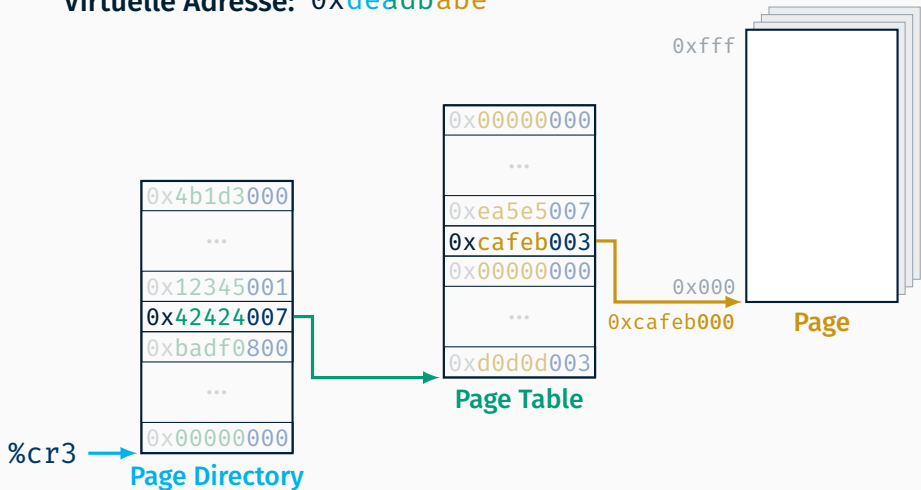 Virtuelle Adresse: 0xdeadbabe
0xfff
0x000
0xcafeb000
Page
0x00000000
...
0xea5e5007
0xcafeb003
0x00000000
...
0xd0d0d003
Page Table
0x4b1d3000
...
0x12345001
0x42424007
0xbadf0800
...
0x00000000
%cr3
Page Directory